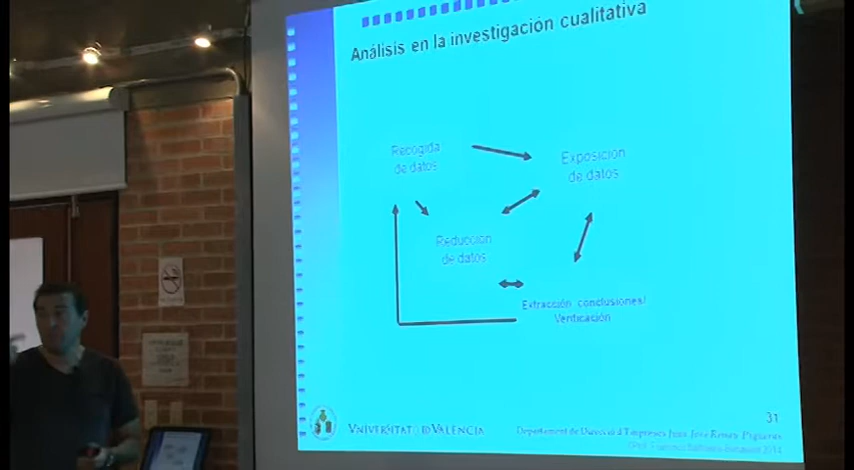 Análisis en la investigación cualitativa
Recogida
de datos
Exposición
de datos
Reducción
de datos
Extracción conclusiones/
Verificación
31
VNIVERSITAT ID VALÈNCIA
Departament de Direcció d'Empreses Juan José Renau Piqueras